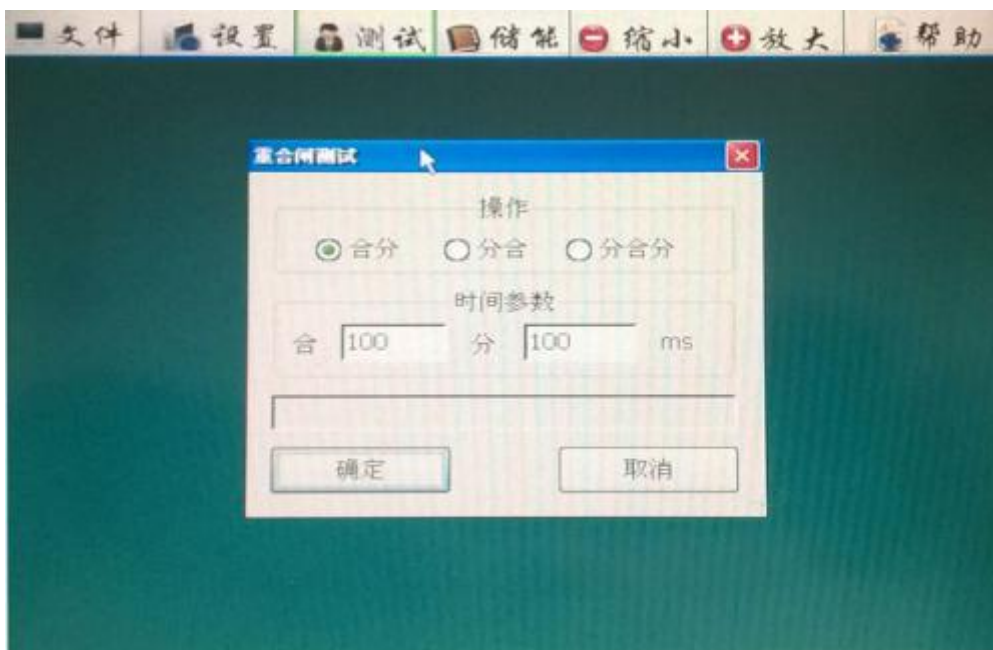 文件 设置 测试 储能 缩小 放大 帮助
重合闸测试
操作
合分 分合 分合分
时间参数
合 100 分 100 ms
确定 取消